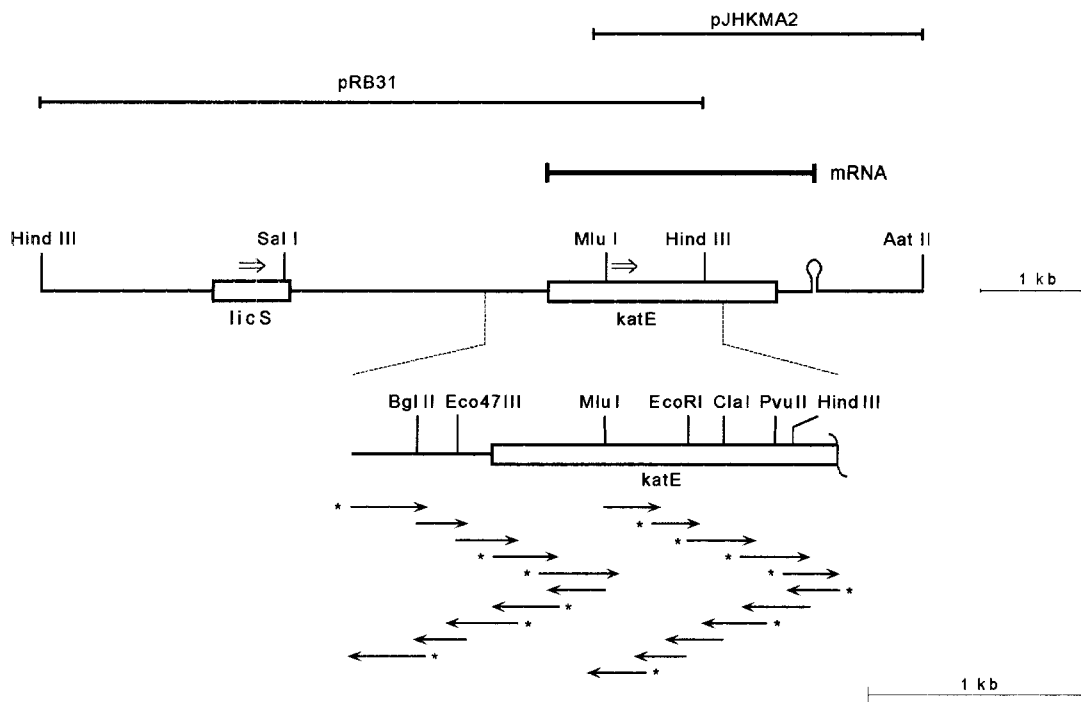 pJHKMA2
pRB31
mRNA
Hind III Sal I Mlu I Hind III Aat II
1 kb
licS katE
Bgl II Eco47III Mlu I EcoRI Cla I Pvu II Hind III
katE
*
*
*
* *
* *
*
*
* *
*
*
1 kb